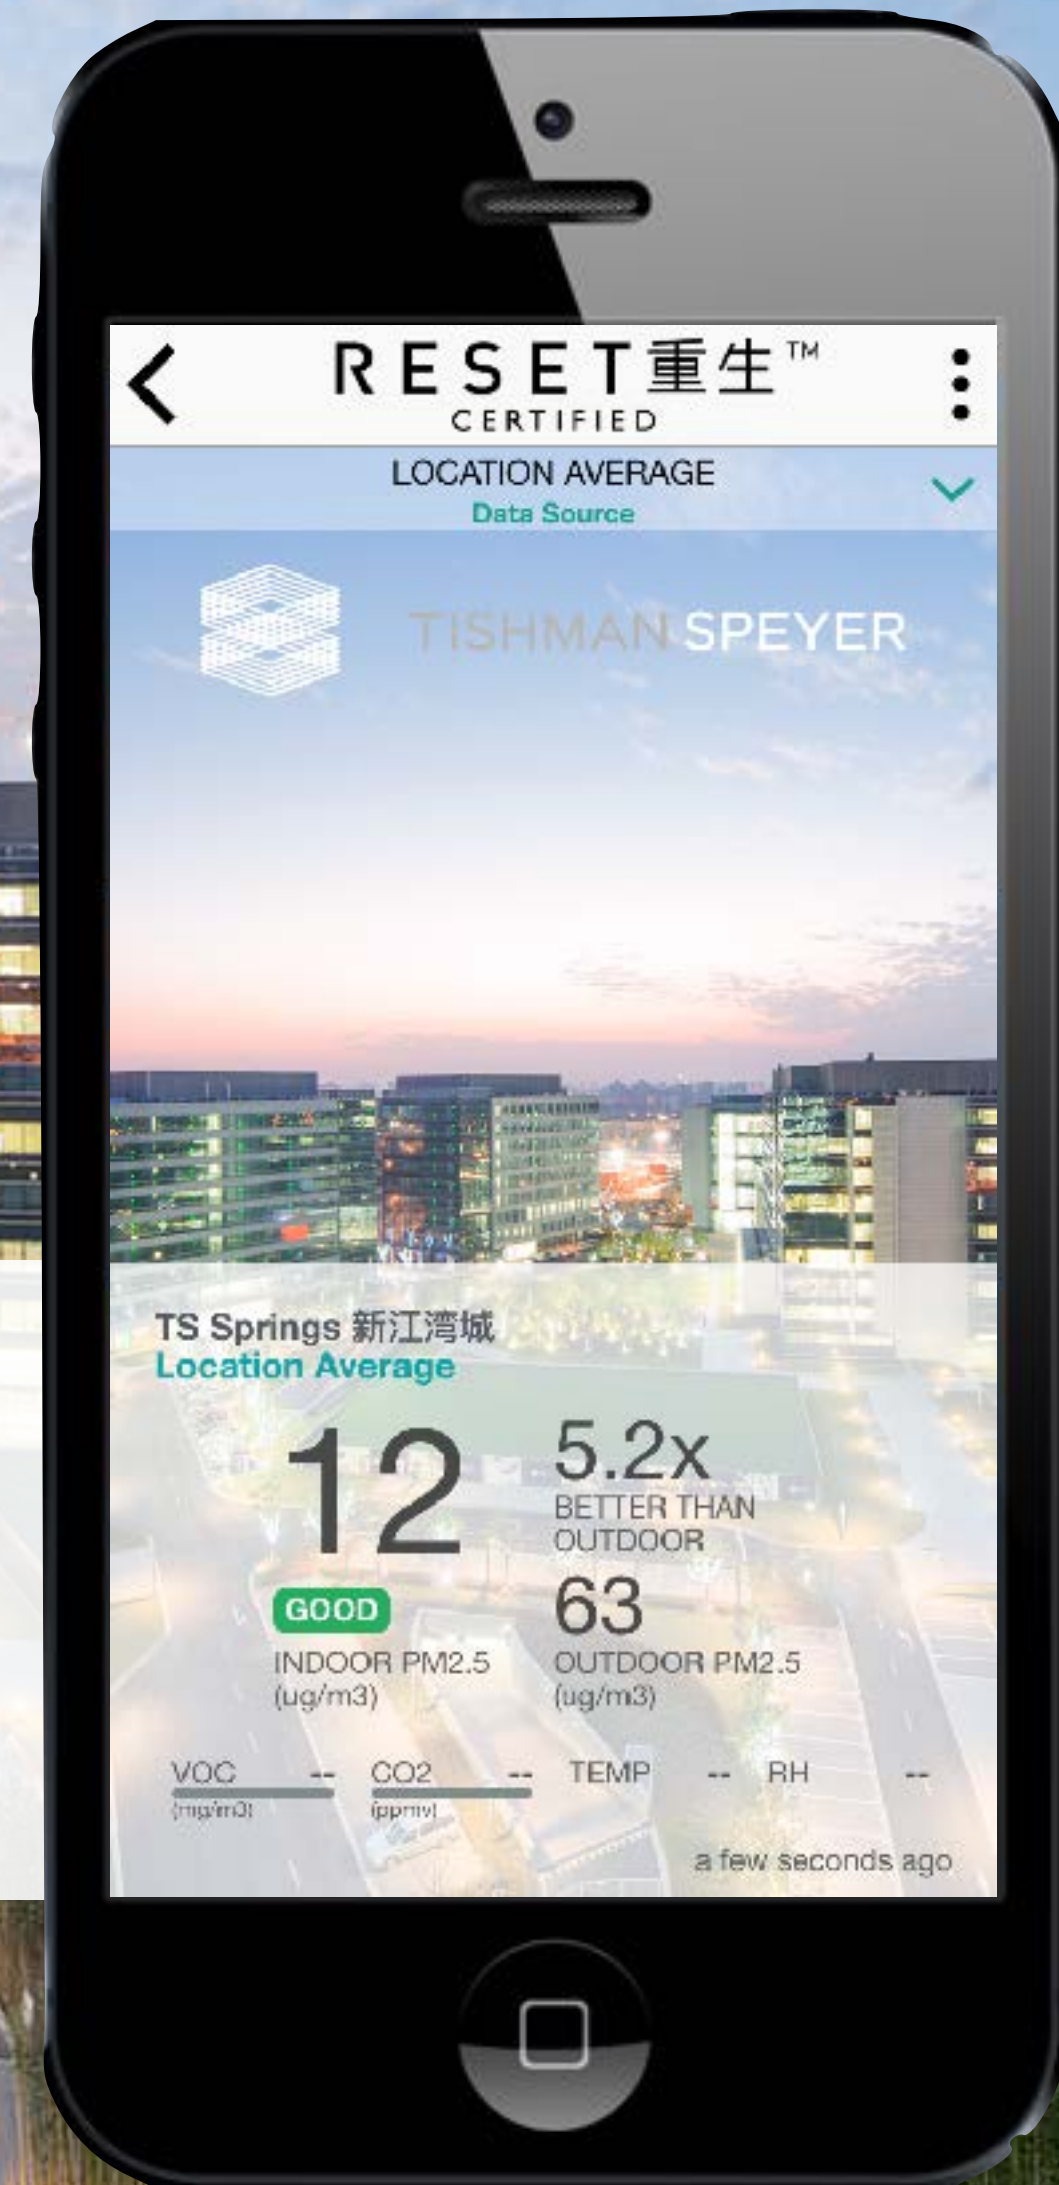 RESET重生™
CERTIFIED
LOCATION AVERAGE
Data Source
TISHMAN SPEYER
TS Springs 新江湾城
Location Average
12
GOOD
INDOOR PM2.5
(ug/m3)
5.2x
BETTER THAN
OUTDOOR
63
OUTDOOR PM2.5
(ug/m3)
VOC -- CO2 -- TEMP -- RH --
(mg/m3) (ppmv)
a few seconds ago